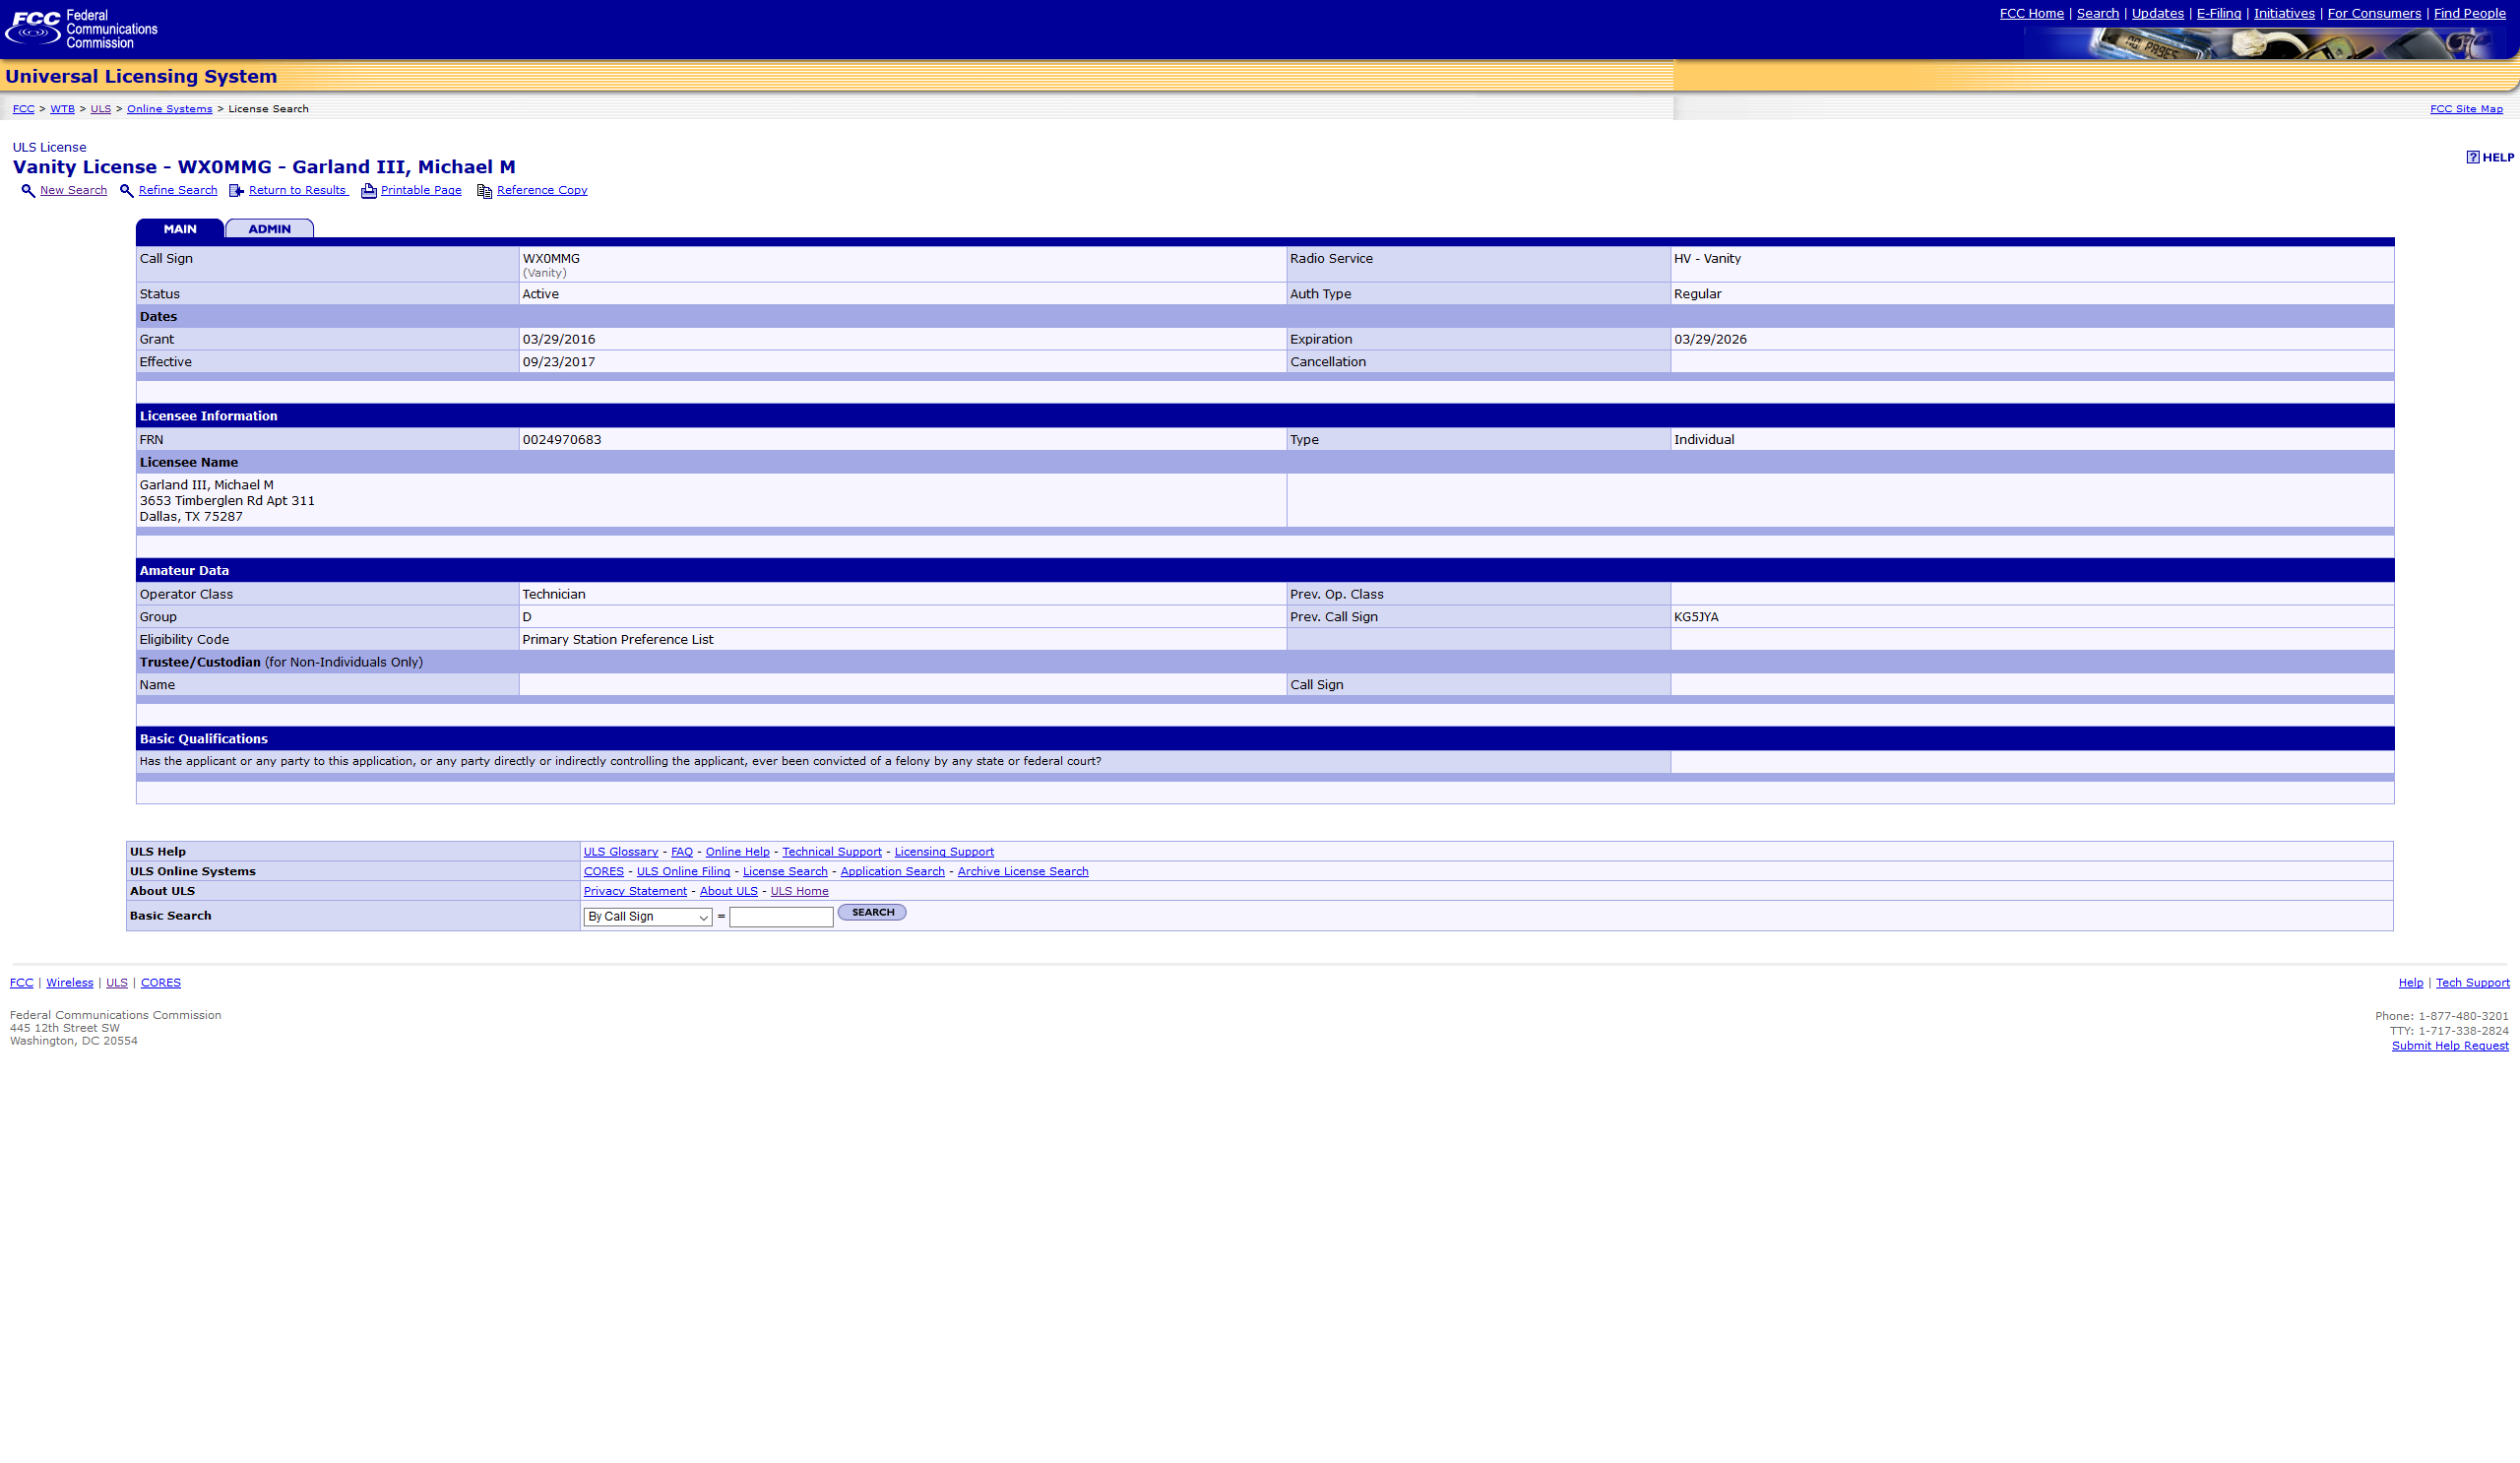 FCC Federal Communications Commission
FCC Home | Search | Updates | E-Filing | Initiatives | For Consumers | Find People
NO PAGES
Universal Licensing System
FCC > WTB > ULS > Online Systems > License Search
FCC Site Map
ULS License
Vanity License - WX0MMG - Garland III, Michael M
? HELP
New Search Refine Search Return to Results Printable Page Reference Copy
MAIN ADMIN
Call Sign WX0MMG Radio Service HV - Vanity
(Vanity)
Status Active Auth Type Regular
Dates
Grant 03/29/2016 Expiration 03/29/2026
Effective 09/23/2017 Cancellation
Licensee Information
FRN 0024970683 Type Individual
Licensee Name
Garland III, Michael M
3653 Timberglen Rd Apt 311
Dallas, TX 75287
Amateur Data
Operator Class Technician Prev. Op. Class
Group D Prev. Call Sign KG5JYA
Eligibility Code Primary Station Preference List
Trustee/Custodian (for Non-Individuals Only)
Name Call Sign
Basic Qualifications
Has the applicant or any party to this application, or any party directly or indirectly controlling the applicant, ever been convicted of a felony by any state or federal court?
ULS Help ULS Glossary - FAQ - Online Help - Technical Support - Licensing Support
ULS Online Systems CORES - ULS Online Filing - License Search - Application Search - Archive License Search
About ULS Privacy Statement - About ULS - ULS Home
Basic Search By Call Sign = SEARCH
FCC | Wireless | ULS | CORES
Help | Tech Support
Federal Communications Commission
445 12th Street SW
Washington, DC 20554
Phone: 1-877-480-3201
TTY: 1-717-338-2824
Submit Help Request